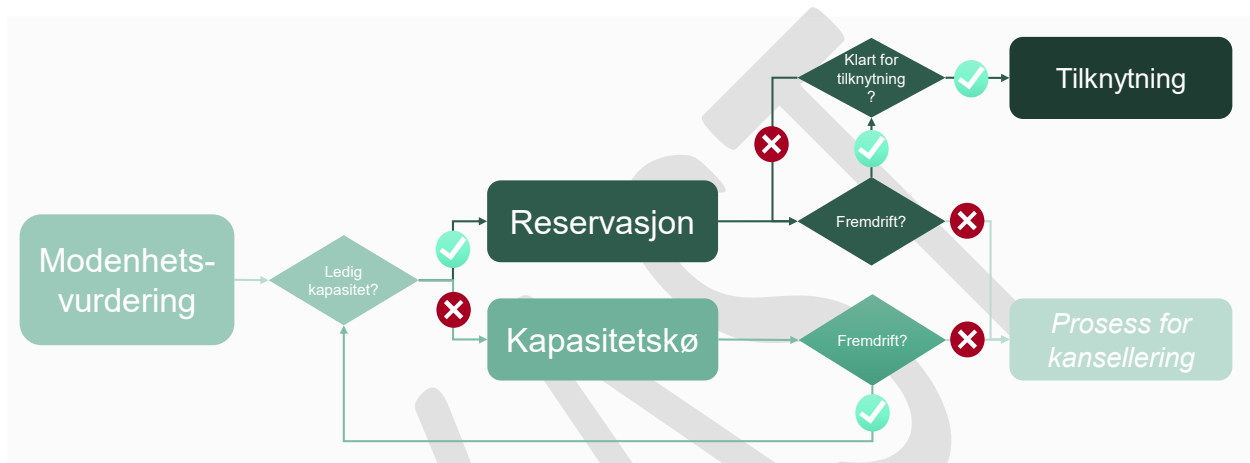 Klart for
tilknytning
?
Tilknytning
Reservasjon
Fremdrift?
Modenhets-
vurdering
Ledig
kapasitet?
Kapasitetskø
Fremdrift?
Prosess for
kansellering